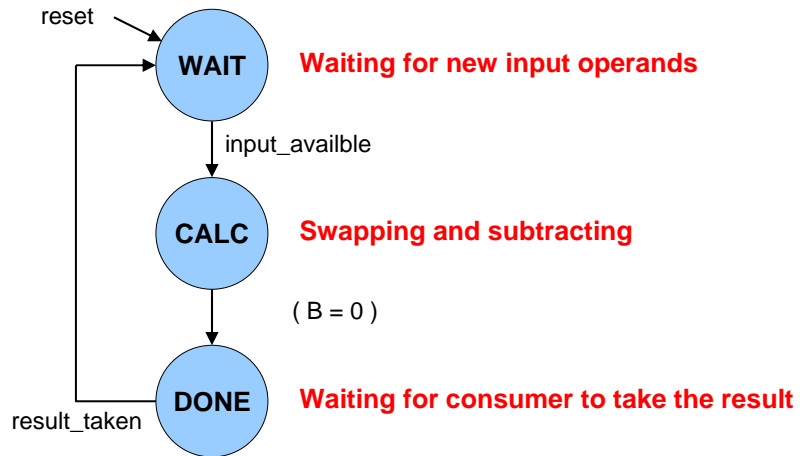 reset
WAIT
Waiting for new input operands
input_availble
CALC
Swapping and subtracting
( B = 0 )
DONE
Waiting for consumer to take the result
result_taken